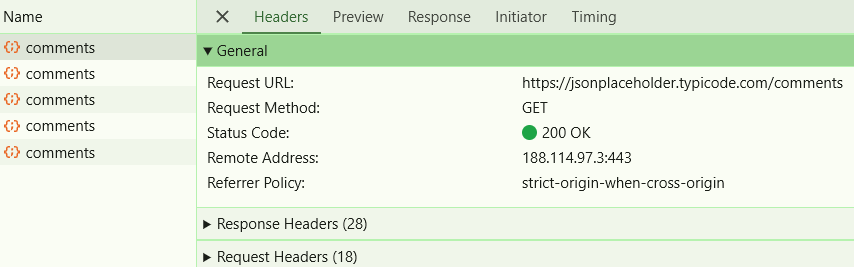 Name
comments
comments
comments
comments
comments
Headers Preview Response Initiator Timing
General
Request URL: https://jsonplaceholder.typicode.com/comments
Request Method: GET
Status Code: 200 OK
Remote Address: 188.114.97.3:443
Referrer Policy: strict-origin-when-cross-origin
Response Headers (28)
Request Headers (18)